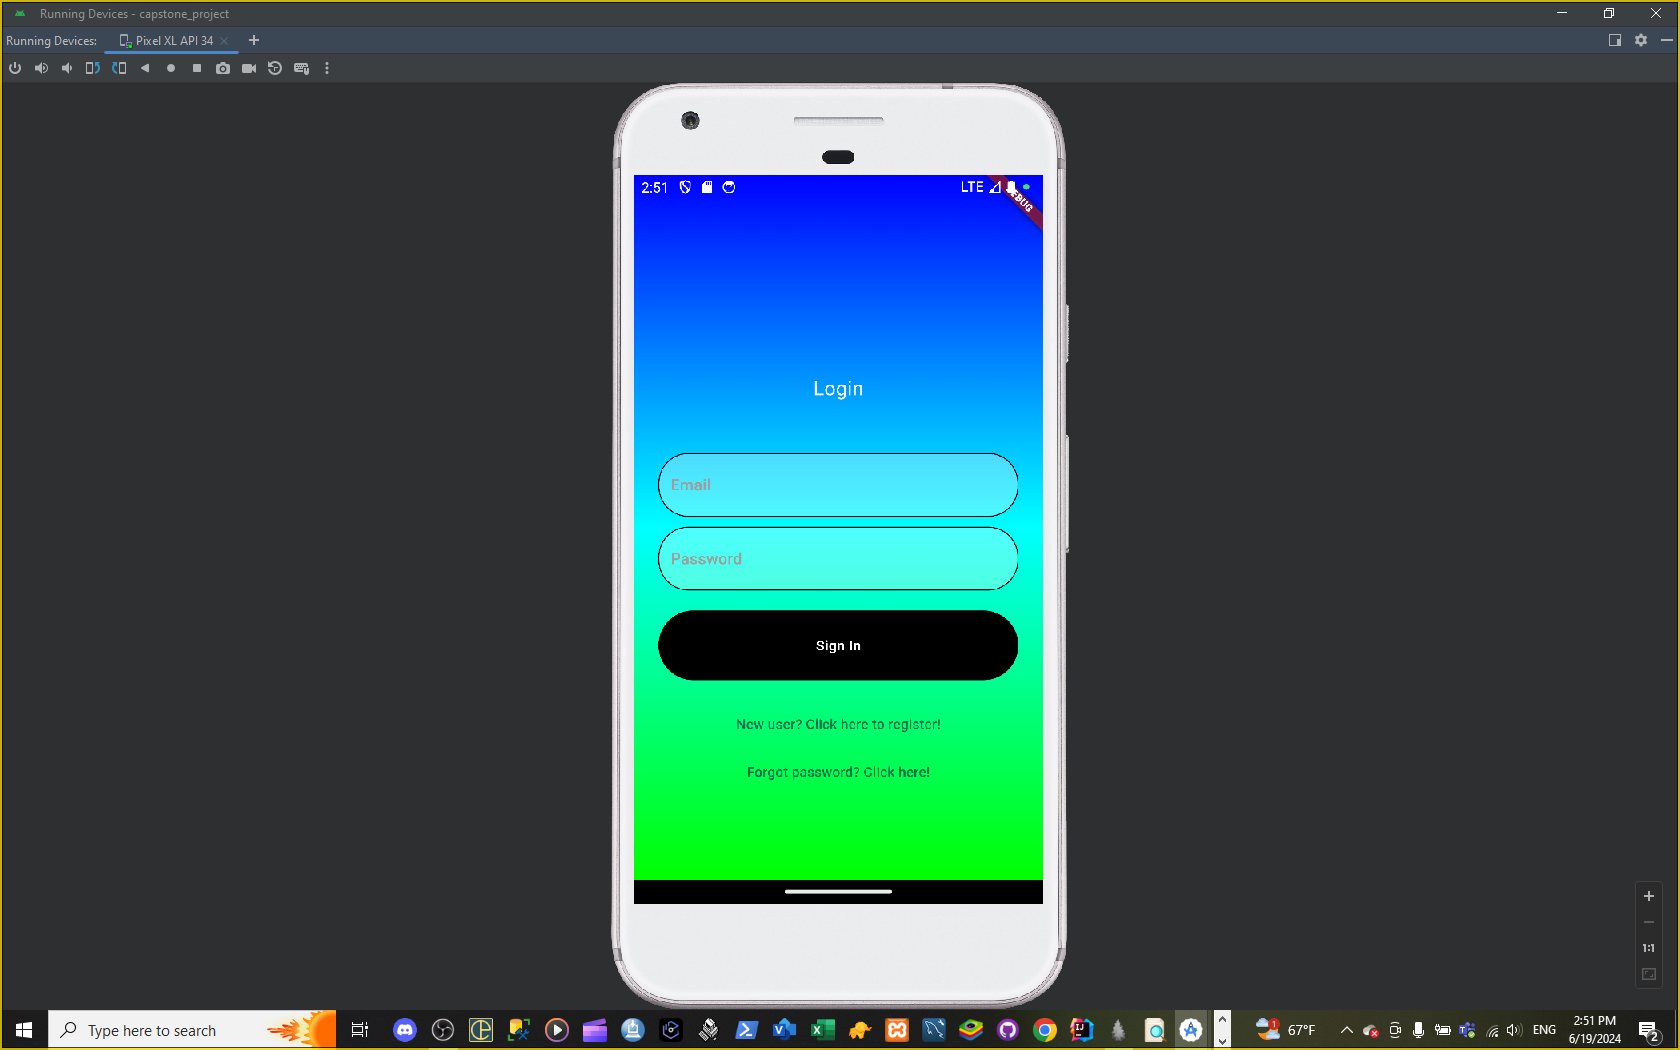 Running Devices - capstone_project
Running Devices:
Pixel XL API 34
2:51
LTE
Login
Email
Password
Sign In
New user? Click here to register!
Forgot password? Click here!
1:1
Type here to search
1
67°F
ENG
2:51 PM
6/19/2024
2